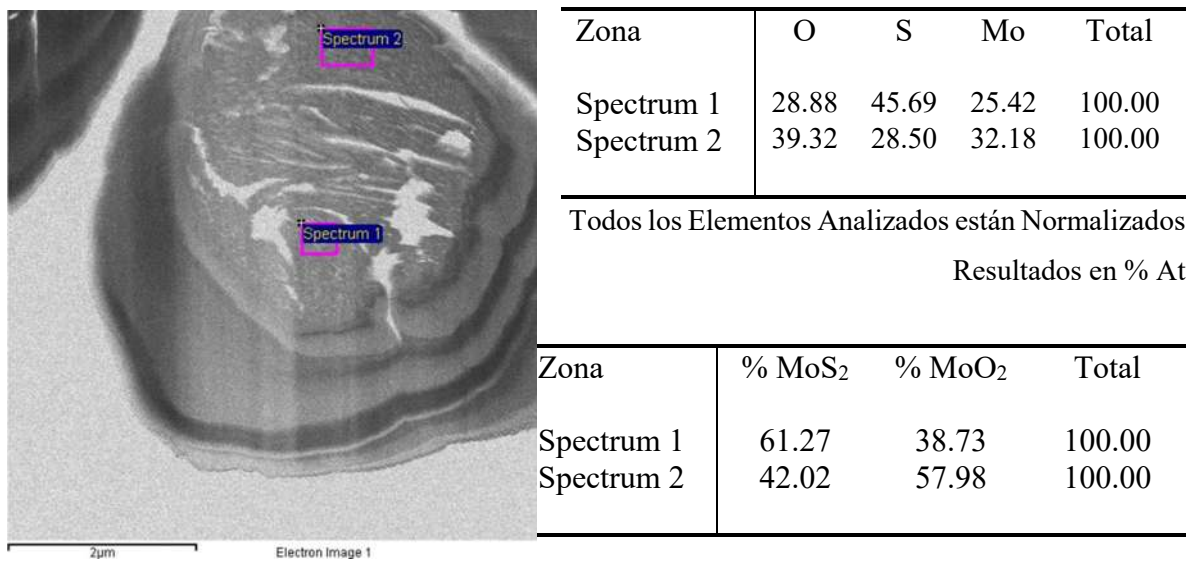 Spectrum 2
Spectrum 1
2µm
Electron Image 1
Zona O S Mo Total
Spectrum 1 28.88 45.69 25.42 100.00
Spectrum 2 39.32 28.50 32.18 100.00
Todos los Elementos Analizados están Normalizados
Resultados en % At
Zona % MoS₂ % MoO₂ Total
Spectrum 1 61.27 38.73 100.00
Spectrum 2 42.02 57.98 100.00